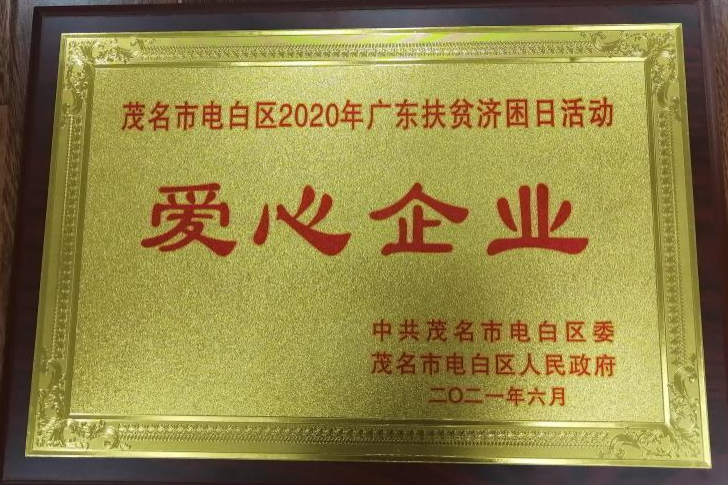 茂名市电白区2020年广东扶贫济困日活动
爱心企业
中共茂名市电白区委
茂名市电白区人民政府
二〇二一年六月